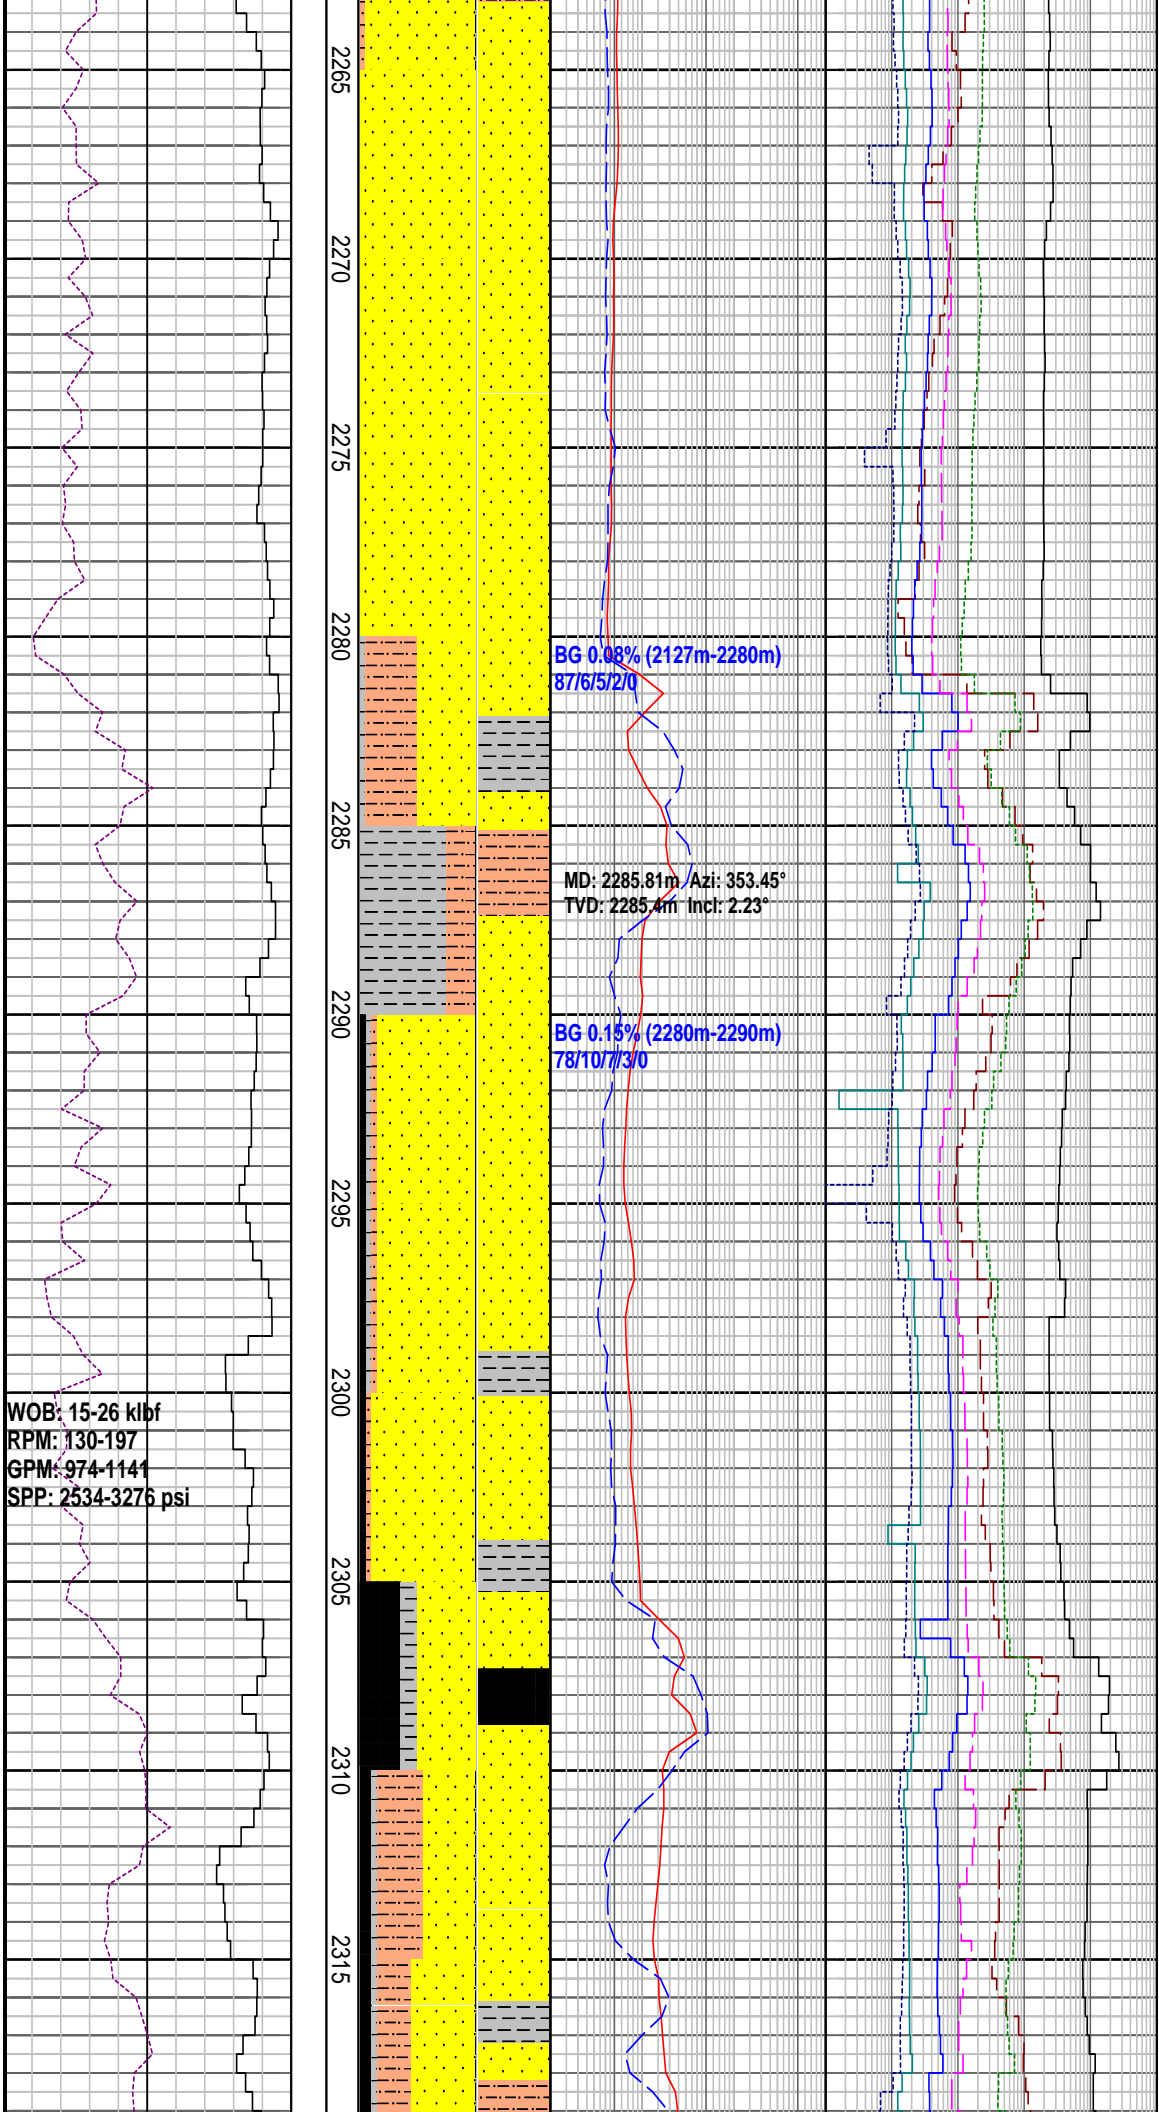 2265
2270
2275
2280
BG 0.08% (2127m-2280m)
87/6/5/2/0
2285
MD: 2285.81m Azi: 353.45°
TVD: 2285.4m Incl: 2.23°
2290
BG 0.15% (2280m-2290m)
78/10/7/3/0
2295
2300
WOB: 15-26 klbf
RPM: 130-197
GPM: 974-1141
SPP: 2534-3276 psi
2305
2310
2315